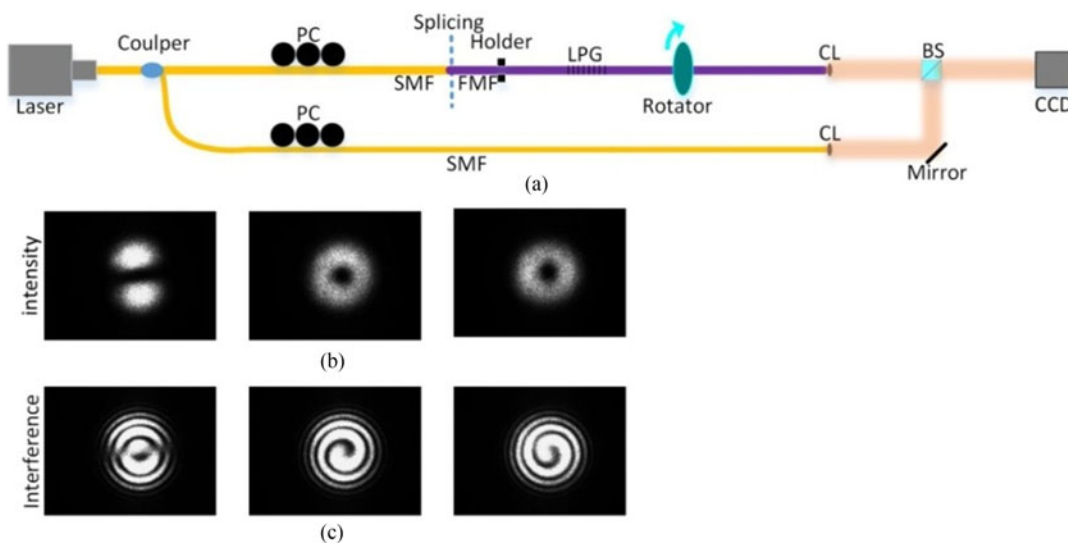 Splicing
PC
Coulper
Holder
LPG
BS
CL
SMF
FMF
Laser
Rotator
CCD
PC
CL
SMF
Mirror
(a)
intensity
(b)
Interference
(c)